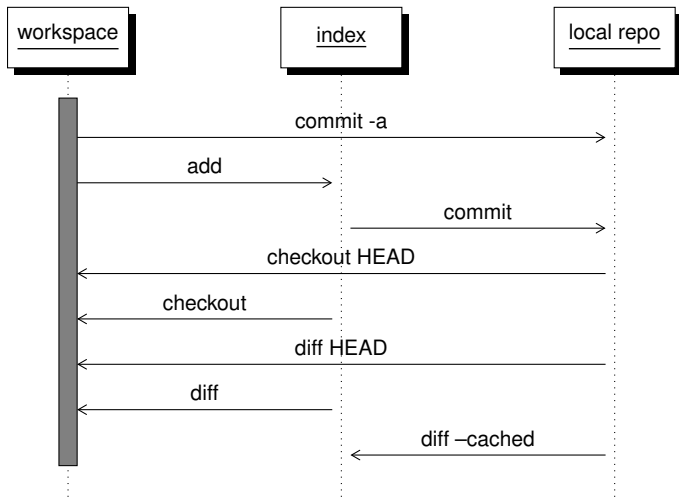 workspace
index
local repo
commit -a
add
commit
checkout HEAD
checkout
diff HEAD
diff
diff –cached